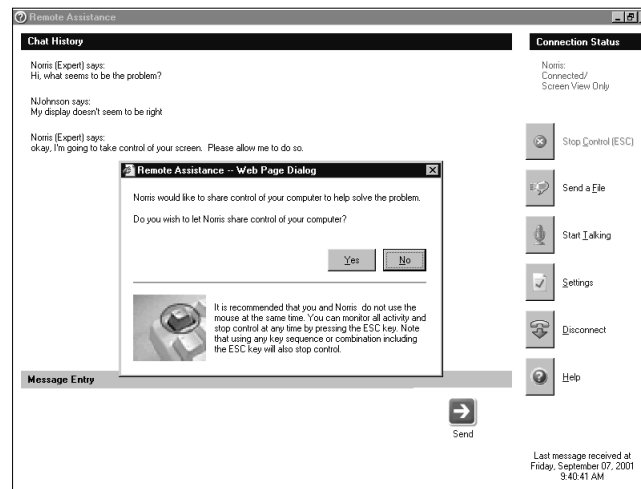 Remote Assistance
Chat History
Norris (Expert) says:
Hi, what seems to be the problem?
NJohnson says:
My display doesn't seem to be right
Norris (Expert) says:
okay, I'm going to take control of your screen. Please allow me to do so.
Remote Assistance -- Web Page Dialog
Norris would like to share control of your computer to help solve the problem.
Do you wish to let Norris share control of your computer?
Yes
No
It is recommended that you and Norris do not use the
mouse at the same time. You can monitor all activity and
stop control at any time by pressing the ESC key. Note
that using any key sequence or combination including
the ESC key will also stop control.
Message Entry
Send
Connection Status
Norris:
Connected/
Screen View Only
Stop Control (ESC)
Send a File
Start Talking
Settings
Disconnect
Help
Last message received at
Friday, September 07, 2001
9:40:41 AM